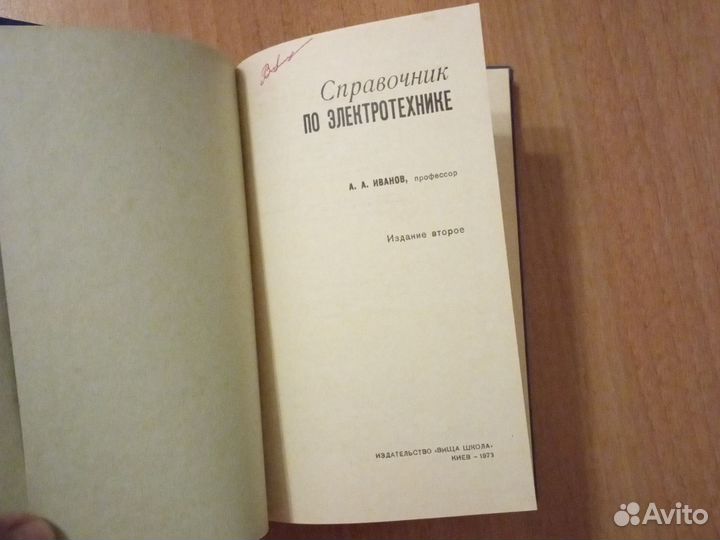 Справочник
ПО ЭЛЕКТРОТЕХНИКЕ
А. А. ИВАНОВ, профессор
Издание второе
ИЗДАТЕЛЬСТВО «ВИЩА ШКОЛА»
КИЕВ – 1973
Avito